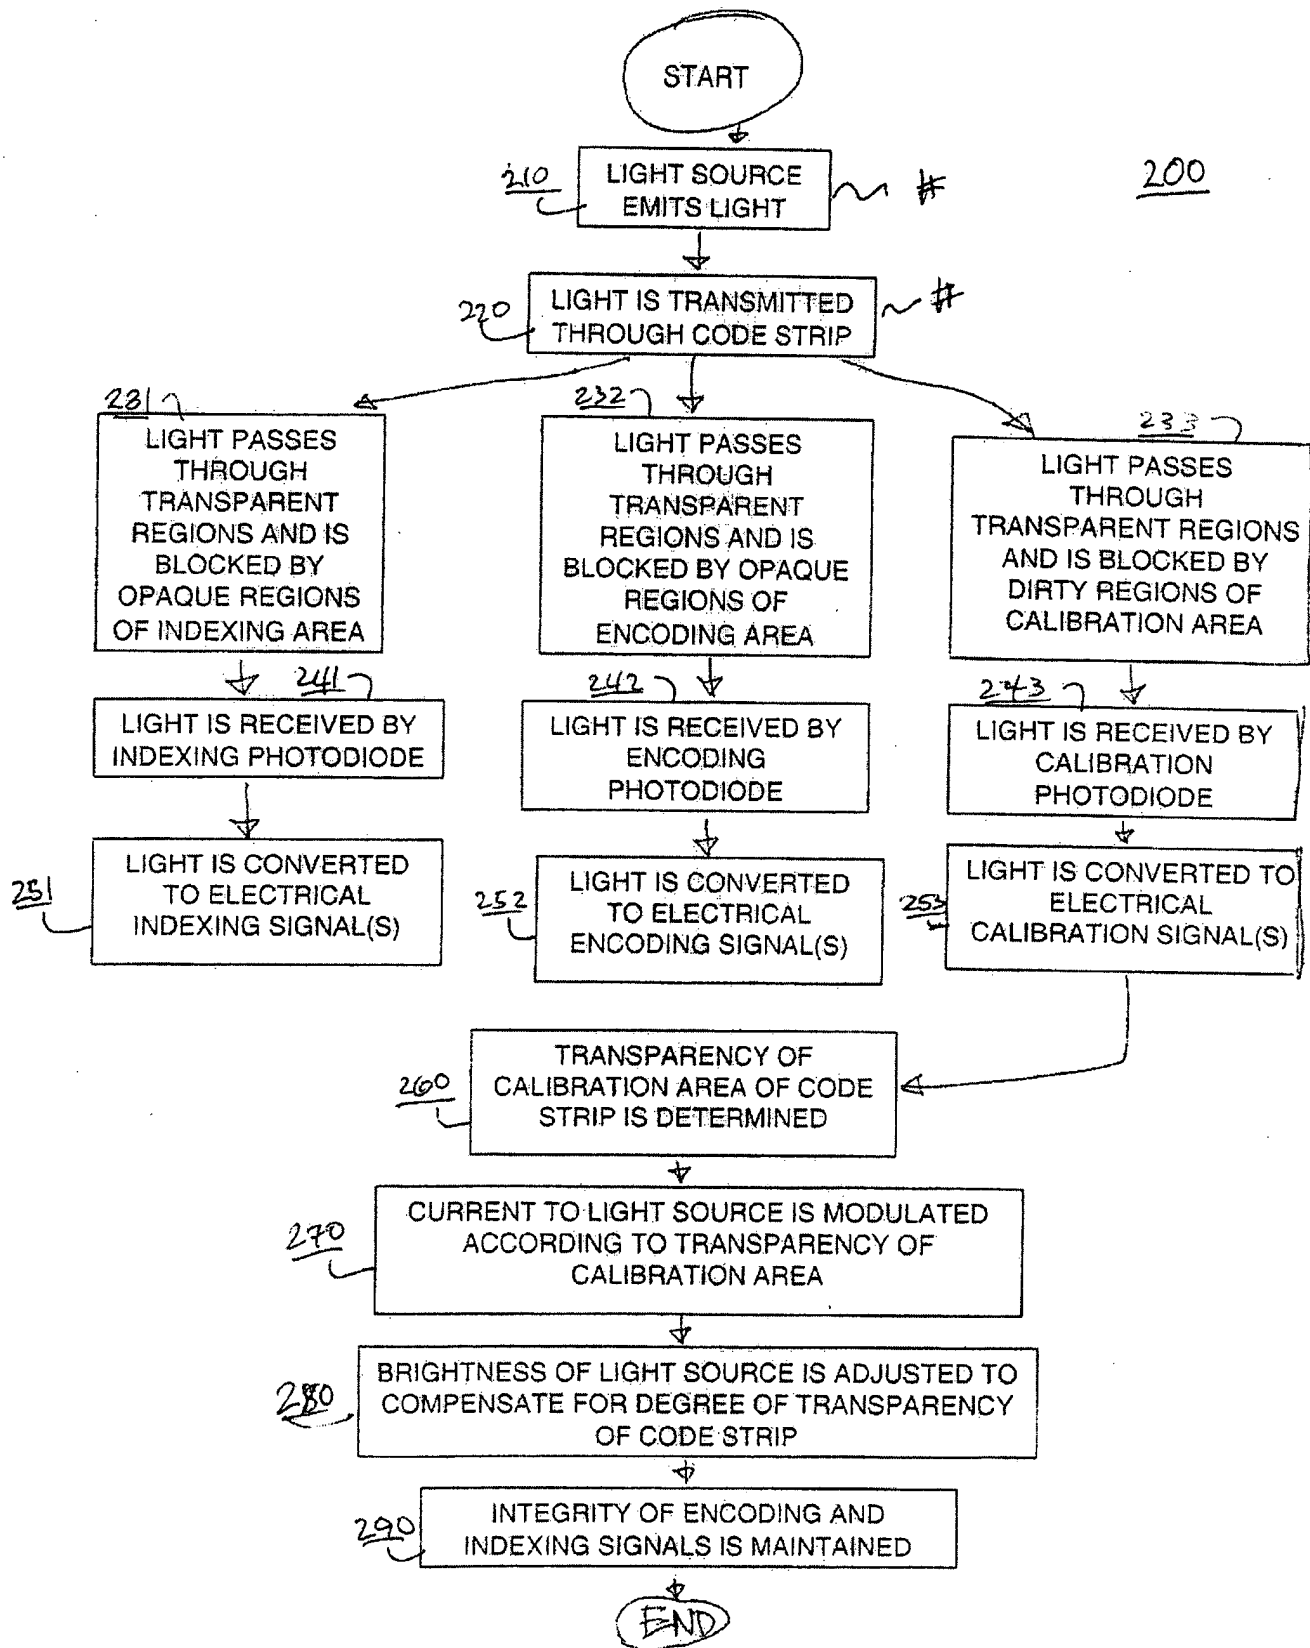 START
200
210
LIGHT SOURCE
EMITS LIGHT
#
220
LIGHT IS TRANSMITTED
THROUGH CODE STRIP
#
231
LIGHT PASSES
THROUGH
TRANSPARENT
REGIONS AND IS
BLOCKED BY
OPAQUE REGIONS
OF INDEXING AREA
232
LIGHT PASSES
THROUGH
TRANSPARENT
REGIONS AND IS
BLOCKED BY OPAQUE
REGIONS OF
ENCODING AREA
233
LIGHT PASSES
THROUGH
TRANSPARENT REGIONS
AND IS BLOCKED BY
DIRTY REGIONS OF
CALIBRATION AREA
241
LIGHT IS RECEIVED BY
INDEXING PHOTODIODE
242
LIGHT IS RECEIVED BY
ENCODING
PHOTODIODE
243
LIGHT IS RECEIVED BY
CALIBRATION
PHOTODIODE
251
LIGHT IS CONVERTED
TO ELECTRICAL
INDEXING SIGNAL(S)
252
LIGHT IS CONVERTED
TO ELECTRICAL
ENCODING SIGNAL(S)
253
LIGHT IS CONVERTED TO
ELECTRICAL
CALIBRATION SIGNAL(S)
260
TRANSPARENCY OF
CALIBRATION AREA OF CODE
STRIP IS DETERMINED
270
CURRENT TO LIGHT SOURCE IS MODULATED
ACCORDING TO TRANSPARENCY OF
CALIBRATION AREA
280
BRIGHTNESS OF LIGHT SOURCE IS ADJUSTED TO
COMPENSATE FOR DEGREE OF TRANSPARENCY
OF CODE STRIP
290
INTEGRITY OF ENCODING AND
INDEXING SIGNALS IS MAINTAINED
END